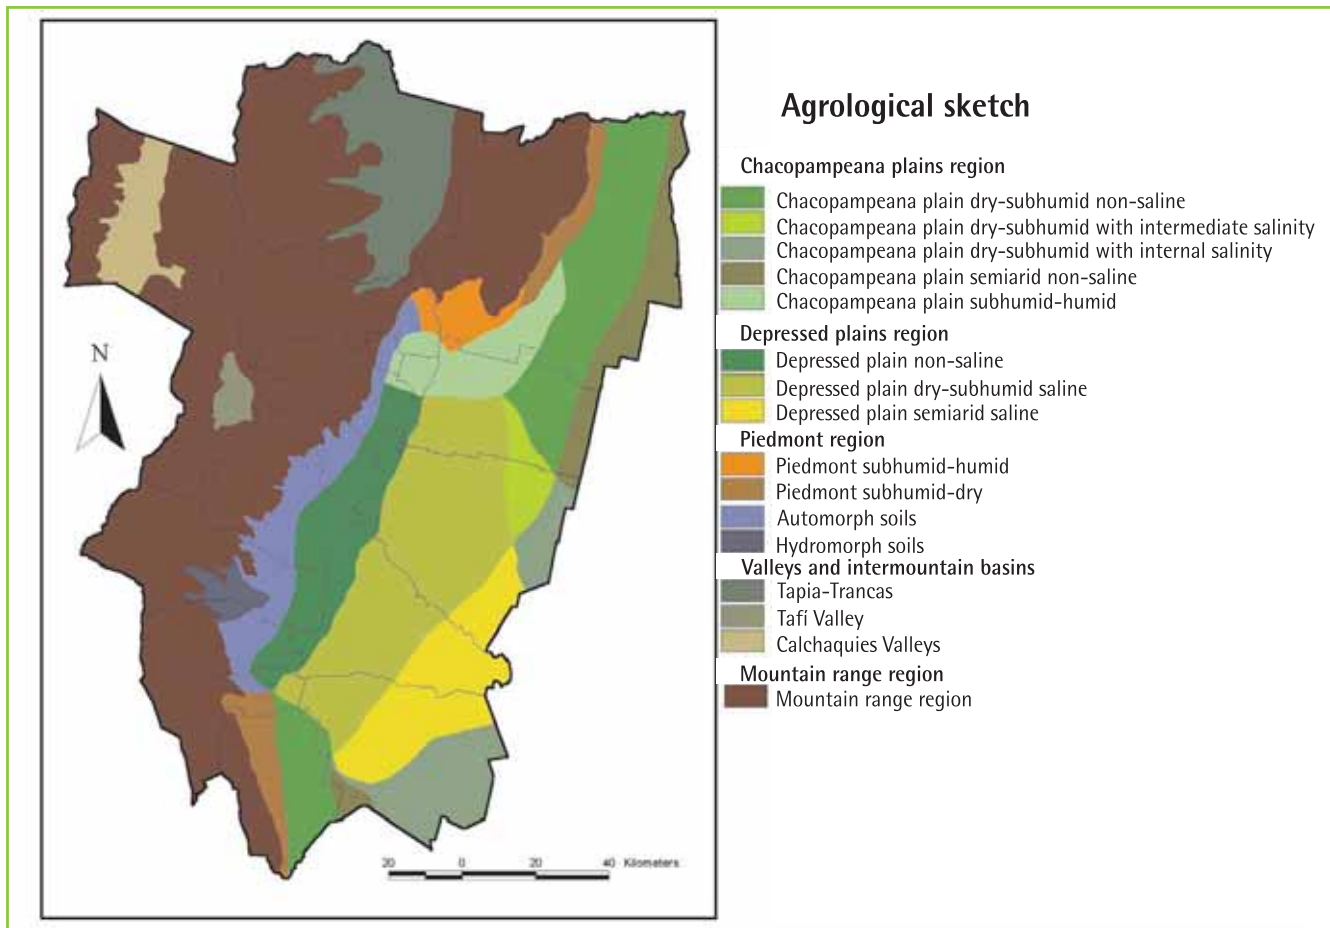 Agrological sketch
Chacopampeana plains region
Chacopampeana plain dry-subhumid non-saline
Chacopampeana plain dry-subhumid with intermediate salinity
Chacopampeana plain dry-subhumid with internal salinity
Chacopampeana plain semiarid non-saline
Chacopampeana plain subhumid-humid
Depressed plains region
Depressed plain non-saline
Depressed plain dry-subhumid saline
Depressed plain semiarid saline
Piedmont region
Piedmont subhumid-humid
Piedmont subhumid-dry
Automorph soils
Hydromorph soils
Valleys and intermountain basins
Tapia-Trancas
Tafí Valley
Calchaquies Valleys
Mountain range region
Mountain range region
N
20 0 20 40 Kilometers